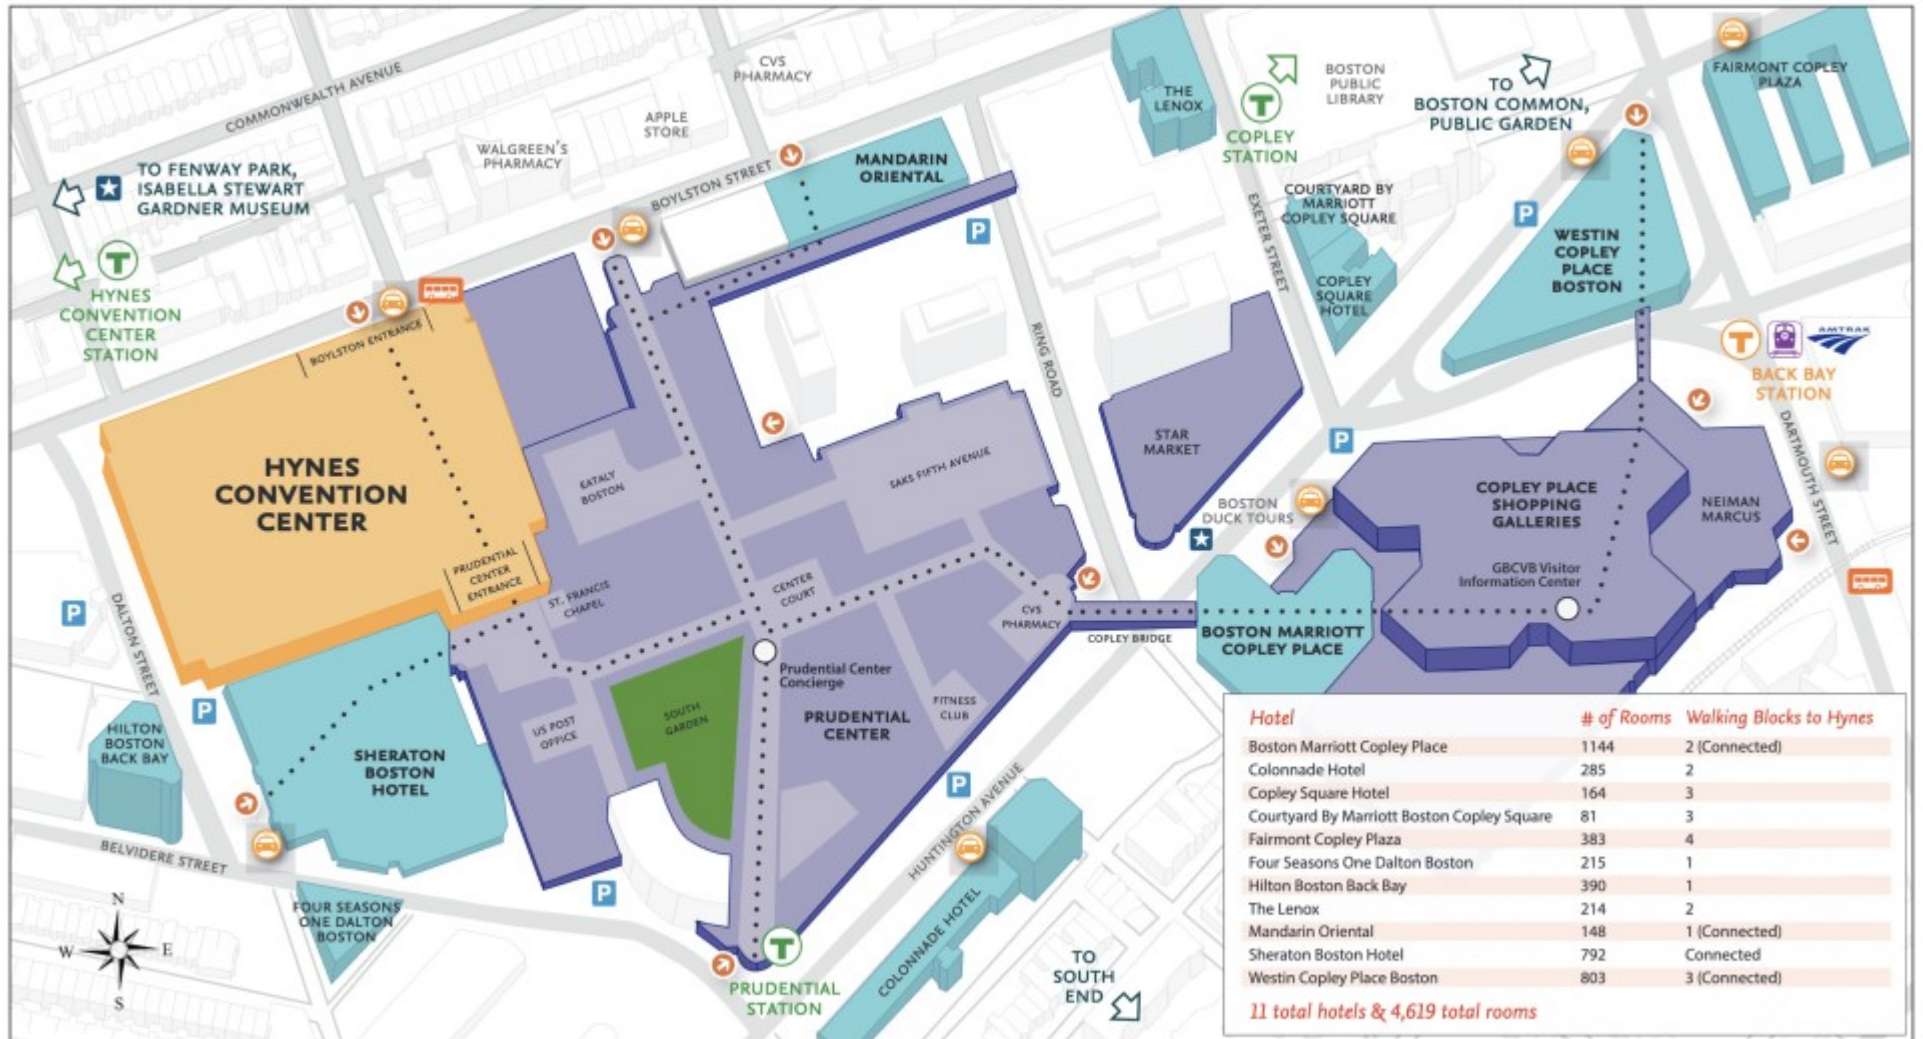 COMMONWEALTH AVENUE
CVS
PHARMACY
APPLE
STORE
WALGREEN'S
PHARMACY
BOYLSTON STREET
MANDARIN
ORIENTAL
THE
LENOX
T
COPLEY
STATION
BOSTON
PUBLIC
LIBRARY
TO
BOSTON COMMON,
PUBLIC GARDEN
FAIRMONT COPLEY
PLAZA
TO FENWAY PARK,
ISABELLA STEWART
GARDNER MUSEUM
T
HYNES
CONVENTION
CENTER
STATION
P
EXETER STREET
COURTYARD BY
MARRIOTT
COPLEY SQUARE
COPLEY
SQUARE
HOTEL
P
WESTIN
COPLEY
PLACE
BOSTON
BOYLSTON ENTRANCE
RING ROAD
T
AMTRAK
BACK BAY
STATION
DARTMOUTH STREET
HYNES
CONVENTION
CENTER
EATALY
BOSTON
SAKS FIFTH AVENUE
STAR
MARKET
P
BOSTON
DUCK TOURS
COPLEY PLACE
SHOPPING
GALLERIES
NEIMAN
MARCUS
GBCVB Visitor
Information Center
PRUDENTIAL
CENTER
ENTRANCE
ST. FRANCIS
CHAPEL
CENTER
COURT
CVS
PHARMACY
COPLEY BRIDGE
BOSTON MARRIOTT
COPLEY PLACE
P
DALTON STREET
P
HILTON
BOSTON
BACK BAY
SHERATON
BOSTON
HOTEL
US POST
OFFICE
SOUTH
GARDEN
Prudential Center
Concierge
PRUDENTIAL
CENTER
FITNESS
CLUB
P
HUNTINGTON AVENUE
BELVIDERE STREET
P
FOUR SEASONS
ONE DALTON
BOSTON
N
W E
S
T
PRUDENTIAL
STATION
COLONNADE HOTEL
TO
SOUTH
END
Hotel # of Rooms Walking Blocks to Hynes
Boston Marriott Copley Place 1144 2 (Connected)
Colonnade Hotel 285 2
Copley Square Hotel 164 3
Courtyard By Marriott Boston Copley Square 81 3
Fairmont Copley Plaza 383 4
Four Seasons One Dalton Boston 215 1
Hilton Boston Back Bay 390 1
The Lenox 214 2
Mandarin Oriental 148 1 (Connected)
Sheraton Boston Hotel 792 Connected
Westin Copley Place Boston 803 3 (Connected)
11 total hotels & 4,619 total rooms